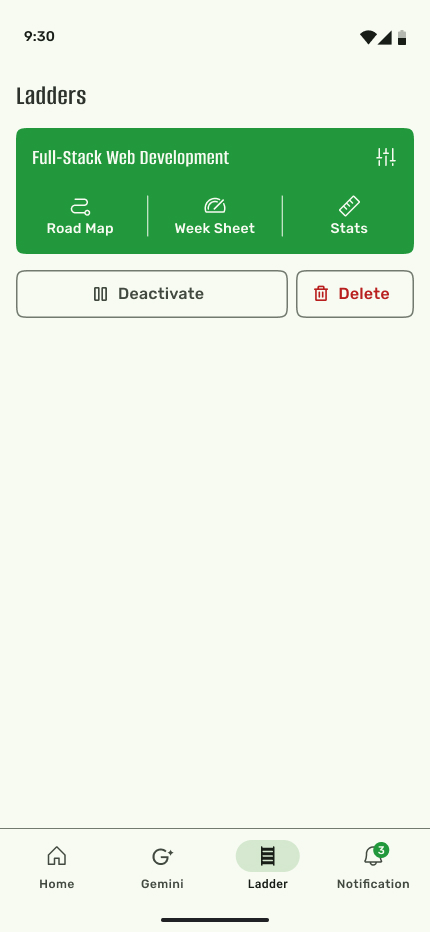 9:30
Ladders
Full-Stack Web Development
Road Map
Week Sheet
Stats
Deactivate
Delete
3
Home
Gemini
Ladder
Notification